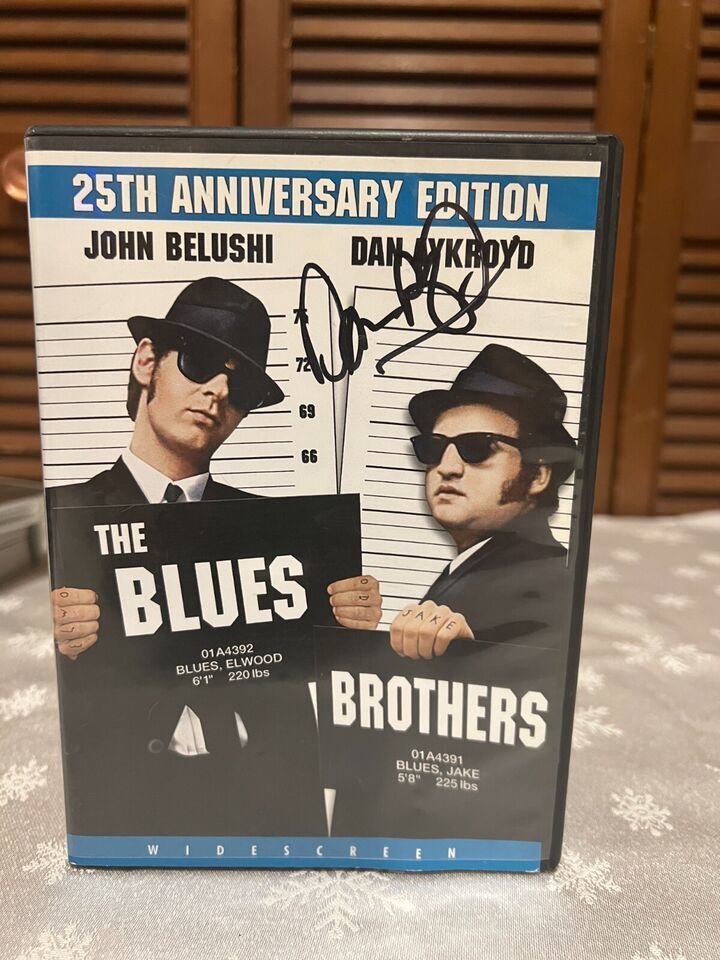 25TH ANNIVERSARY EDITION
JOHN BELUSHI
DAN AYKROYD
72
69
66
THE
BLUES
01A4392
BLUES, ELWOOD
6'1" 220 lbs
JAKE
BROTHERS
01A4391
BLUES, JAKE
5'8" 225 lbs
WIDESCREEN